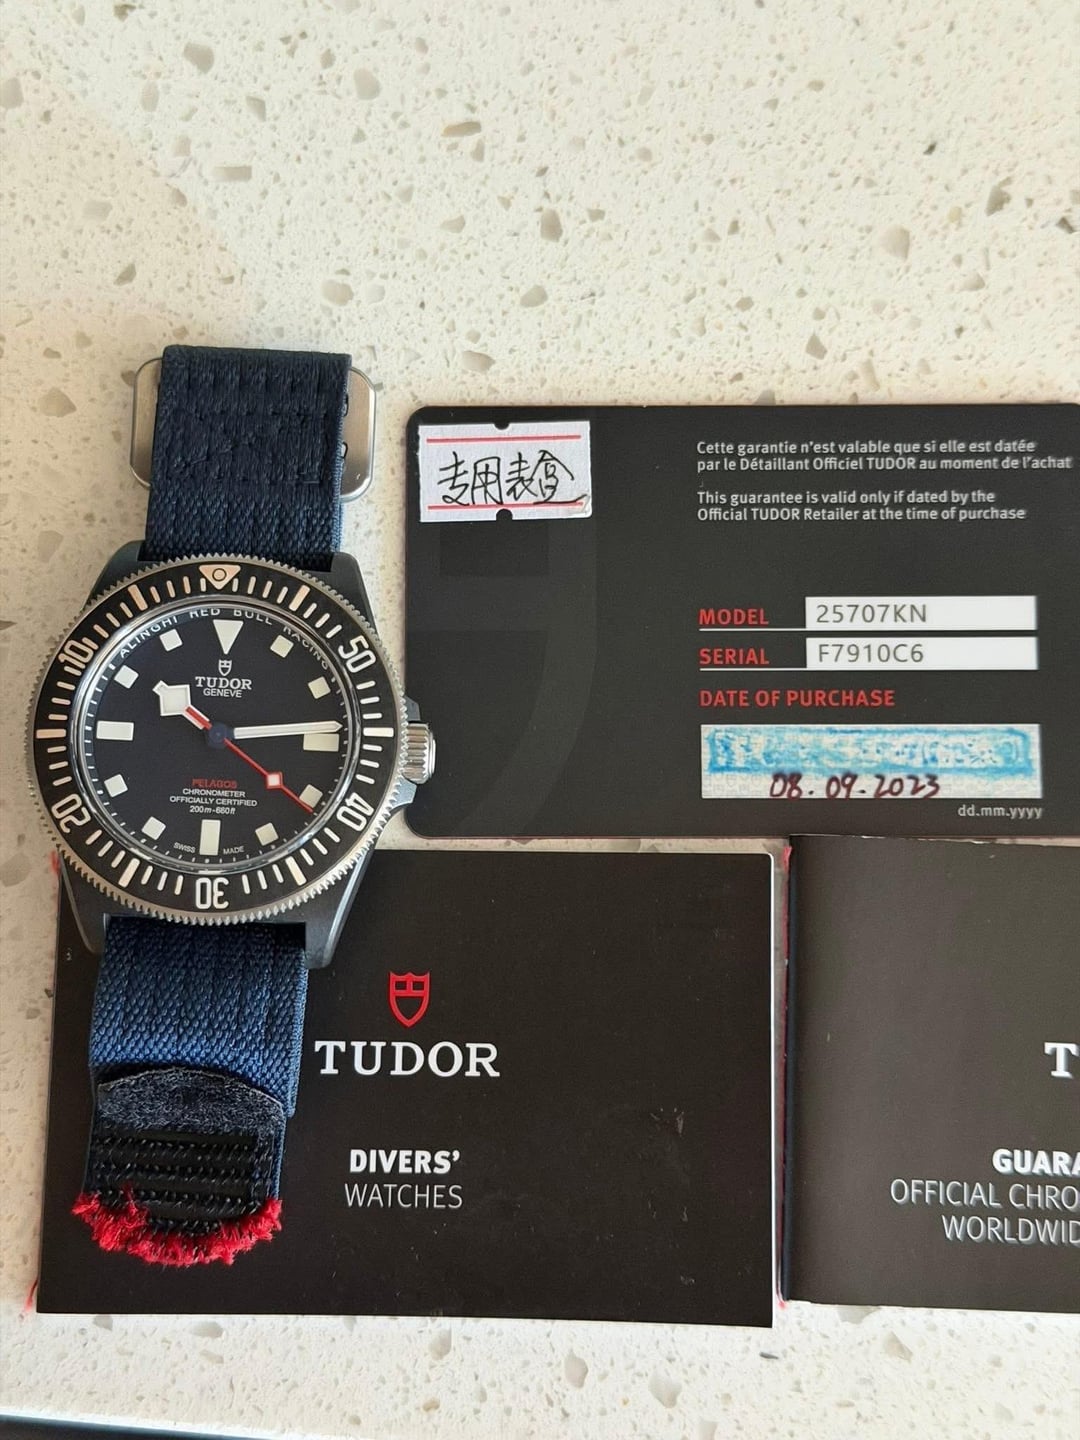 ALINGHI RED BULL RACING
TUDOR
GENEVE
PELAGOS
CHRONOMETER
OFFICIALLY CERTIFIED
200m-660ft
SWISS MADE
50
40
30
20
10
专用表盒
Cette garantie n'est valable que si elle est datée
par le Détaillant Officiel TUDOR au moment de l'achat
This guarantee is valid only if dated by the
Official TUDOR Retailer at the time of purchase
MODEL 25707KN
SERIAL F7910C6
DATE OF PURCHASE
08.09.2023
dd.mm.yyyy
TUDOR
DIVERS'
WATCHES
T
GUARA
OFFICIAL CHRO
WORLDWID